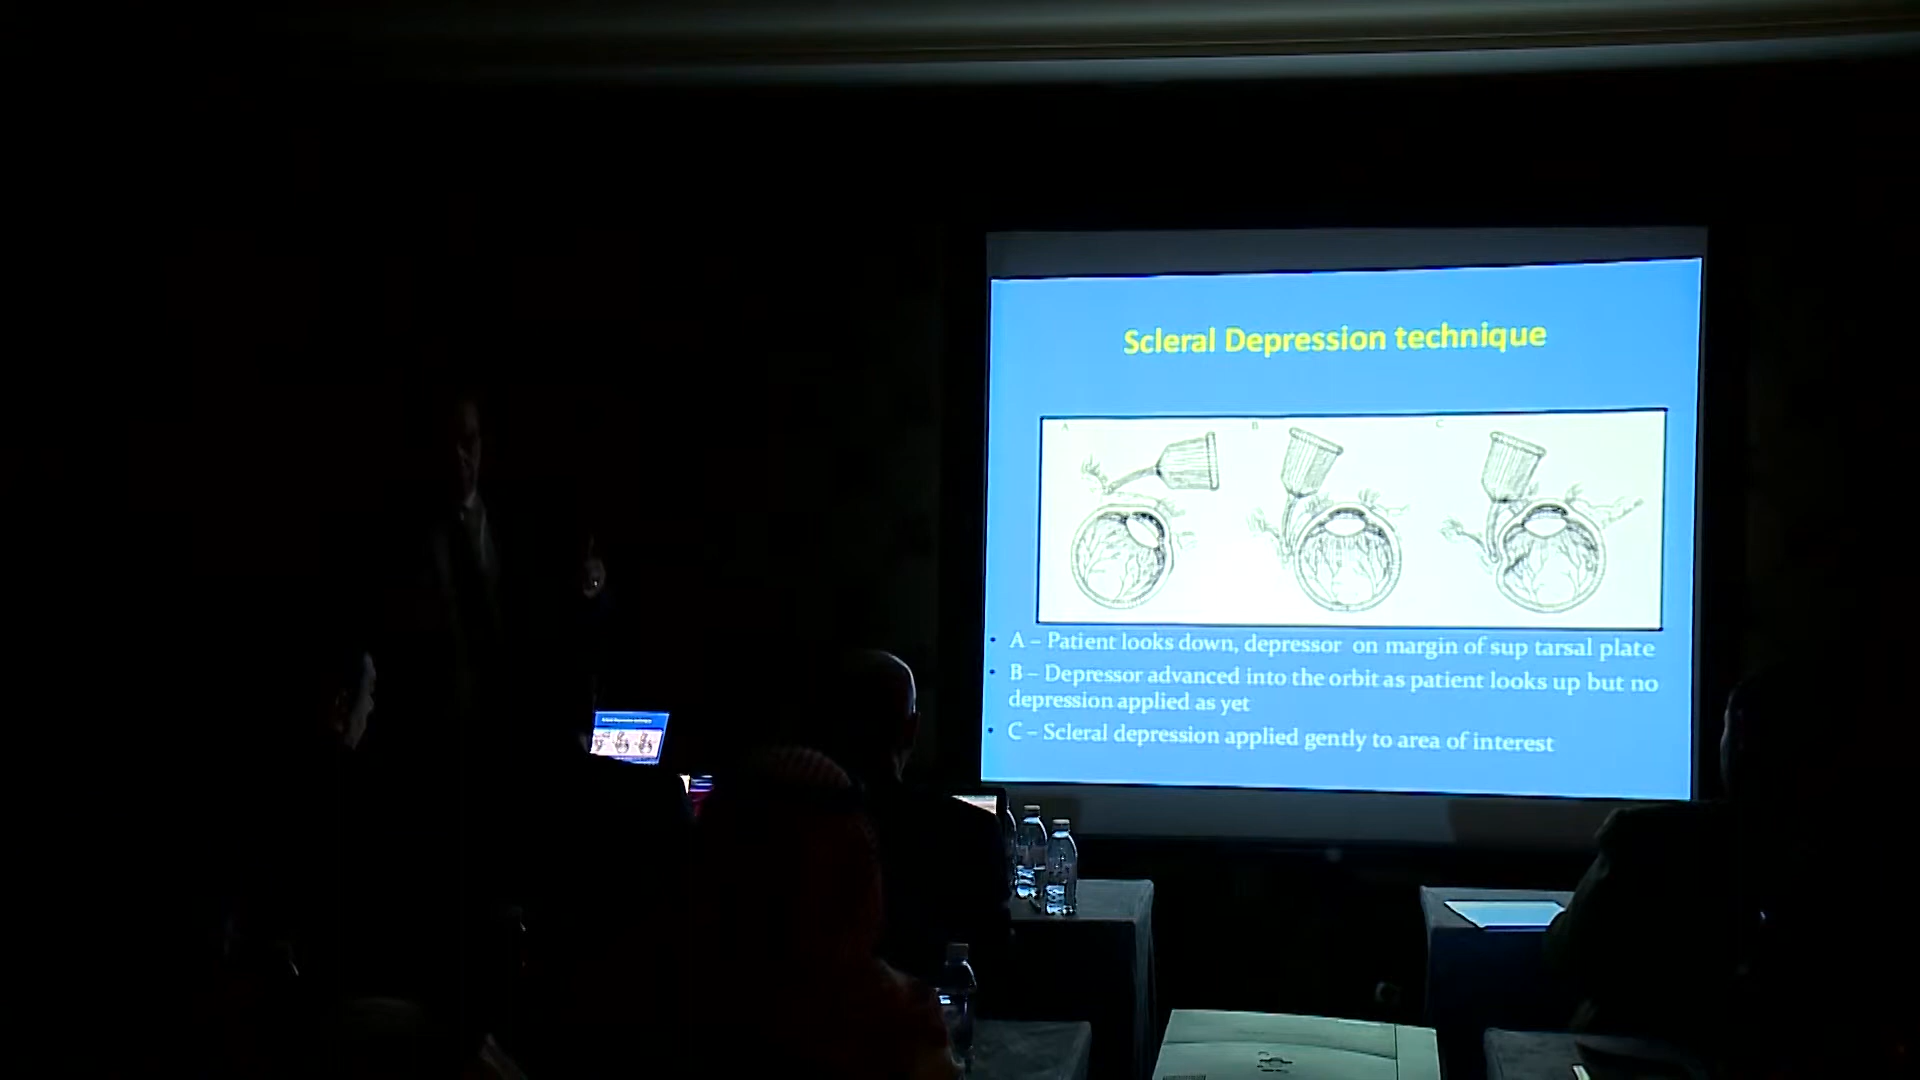 Scleral Depression technique
A B C
• A – Patient looks down, depressor on margin of sup tarsal plate
• B – Depressor advanced into the orbit as patient looks up but no
depression applied as yet
• C – Scleral depression applied gently to area of interest